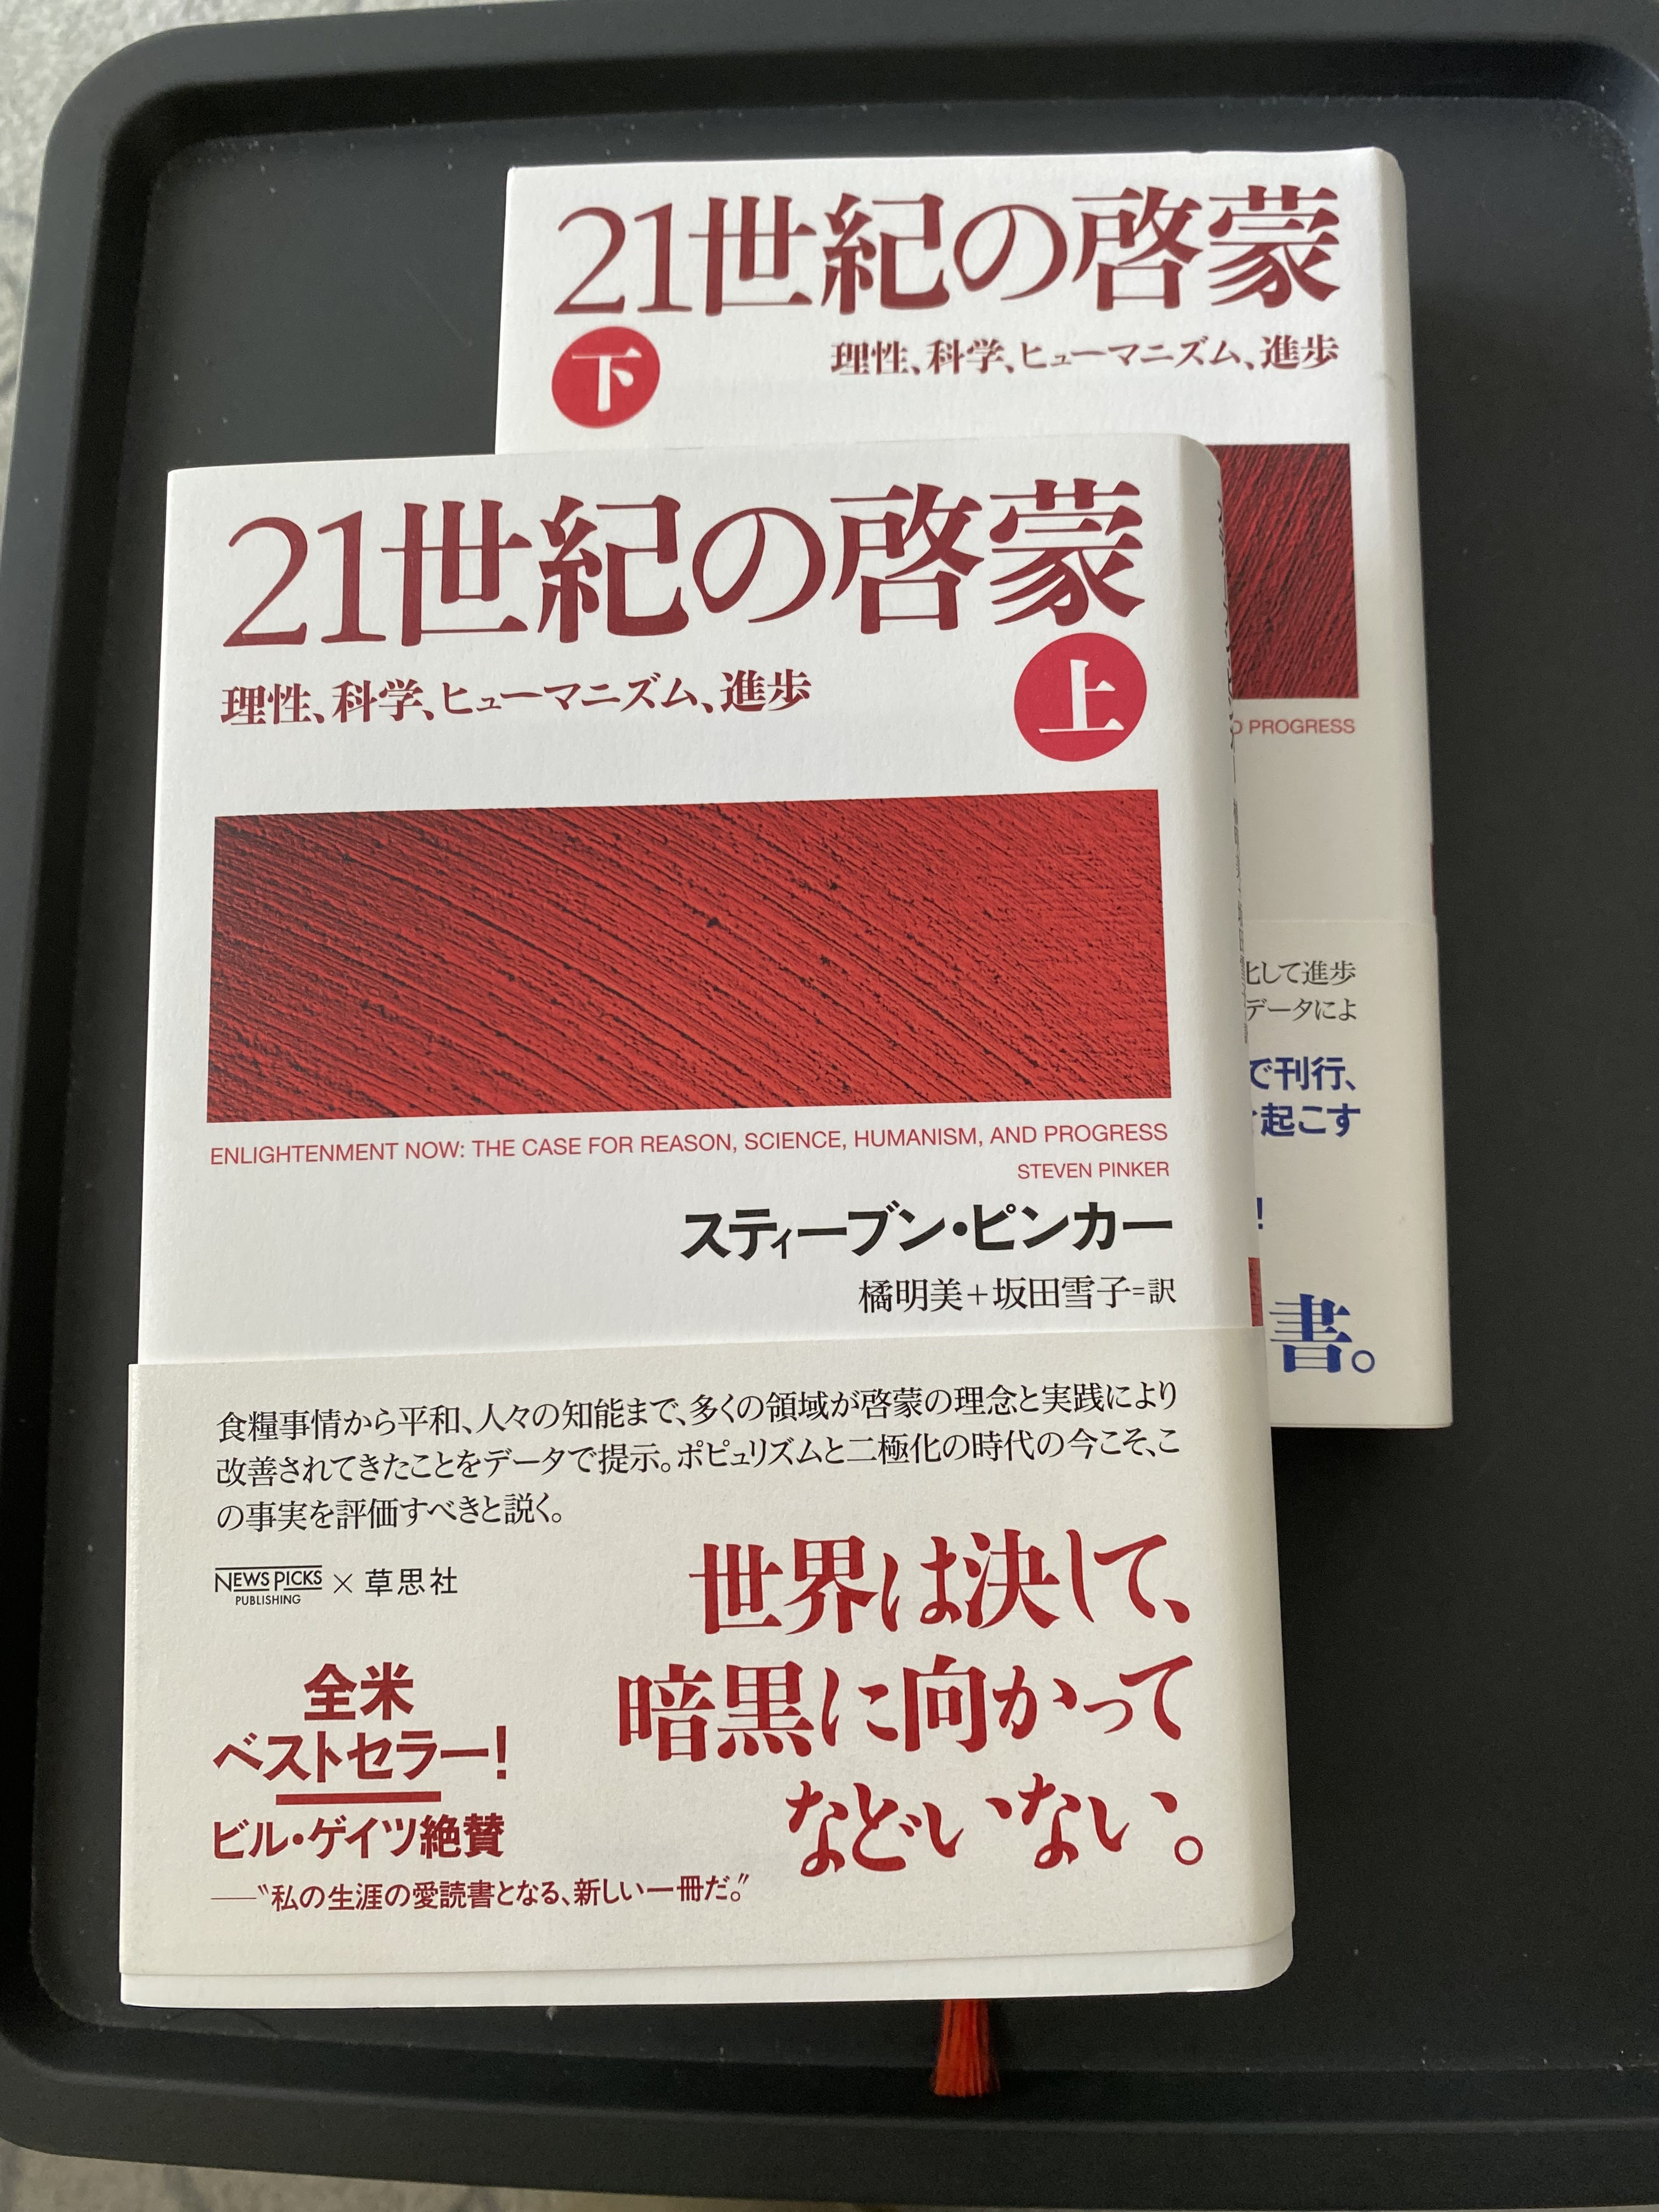 21世紀の啓蒙
下
理性、科学、ヒューマニズム、進歩
PROGRESS
化して進歩
データによ
で刊行、
起こす
!
書。
21世紀の啓蒙
上
理性、科学、ヒューマニズム、進歩
ENLIGHTENMENT NOW: THE CASE FOR REASON, SCIENCE, HUMANISM, AND PROGRESS
STEVEN PINKER
スティーブン・ピンカー
橘明美+坂田雪子=訳
食糧事情から平和、人々の知能まで、多くの領域が啓蒙の理念と実践により
改善されてきたことをデータで提示。ポピュリズムと二極化の時代の今こそ、こ
の事実を評価すべきと説く。
NEWS PICKS
PUBLISHING
× 草思社
世界は決して、
暗黒に向かって
などいない。
全米
ベストセラー!
ビル・ゲイツ絶賛
──〝私の生涯の愛読書となる、新しい一冊だ。〟